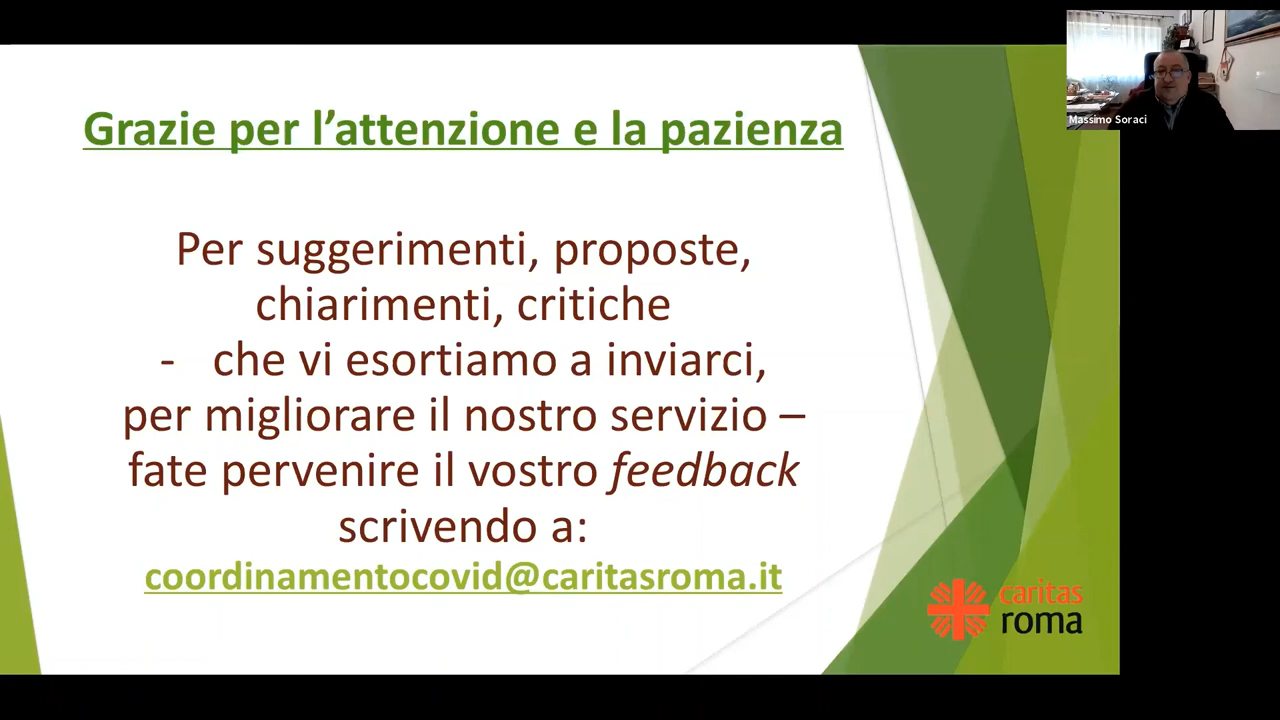 Massimo Soraci
Grazie per l’attenzione e la pazienza
Per suggerimenti, proposte,
chiarimenti, critiche
- che vi esortiamo a inviarci,
per migliorare il nostro servizio –
fate pervenire il vostro feedback
scrivendo a:
coordinamentocovid@caritasroma.it
caritas
roma